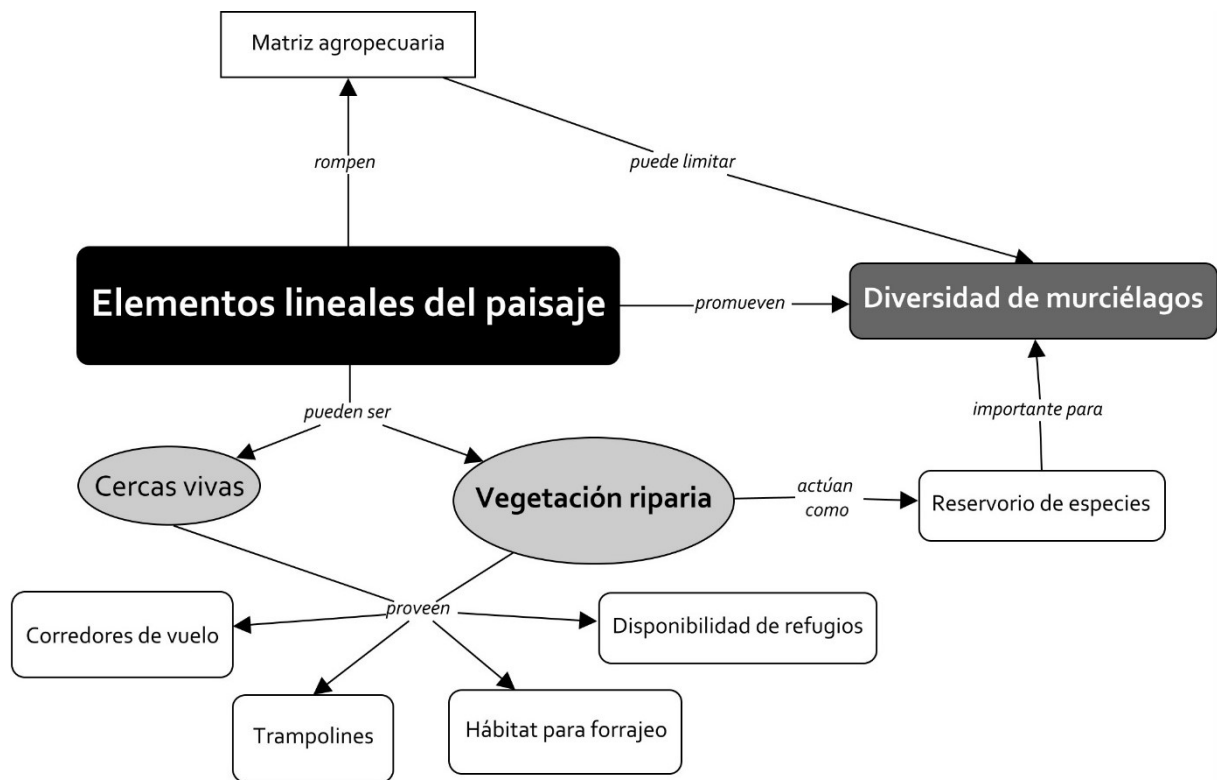 Matriz agropecuaria
rompen
puede limitar
Elementos lineales del paisaje
promueven
Diversidad de murciélagos
pueden ser
importante para
Cercas vivas
Vegetación riparia
actúan
como
Reservorio de especies
proveen
Corredores de vuelo
Disponibilidad de refugios
Trampolines
Hábitat para forrajeo